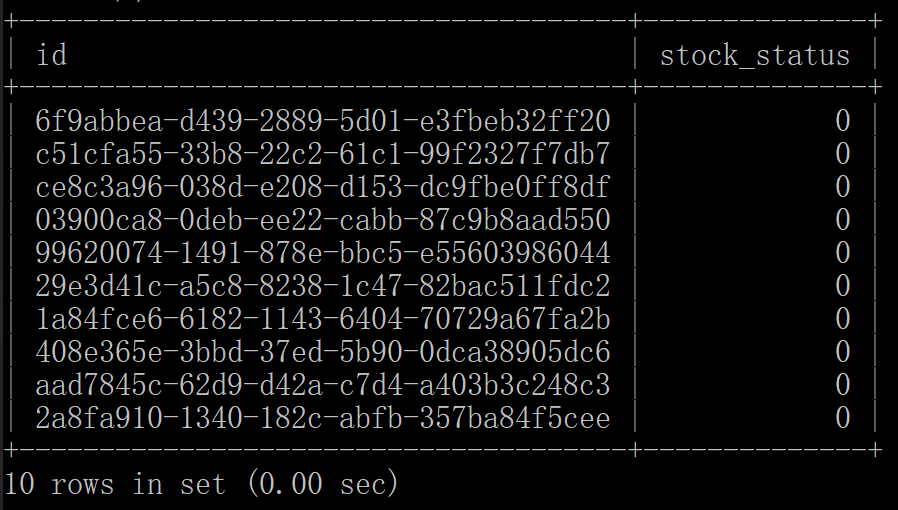 +--------------------------------------+--------------+
| id                                   | stock_status |
+--------------------------------------+--------------+
| 6f9abbea-d439-2889-5d01-e3fbeb32ff20 |            0 |
| c51cfa55-33b8-22c2-61c1-99f2327f7db7 |            0 |
| ce8c3a96-038d-e208-d153-dc9fbe0ff8df |            0 |
| 03900ca8-0deb-ee22-cabb-87c9b8aad550 |            0 |
| 99620074-1491-878e-bbc5-e55603986044 |            0 |
| 29e3d41c-a5c8-8238-1c47-82bac511fdc2 |            0 |
| 1a84fce6-6182-1143-6404-70729a67fa2b |            0 |
| 408e365e-3bbd-37ed-5b90-0dca38905dc6 |            0 |
| aad7845c-62d9-d42a-c7d4-a403b3c248c3 |            0 |
| 2a8fa910-1340-182c-abfb-357ba84f5cee |            0 |
+--------------------------------------+--------------+
10 rows in set (0.00 sec)